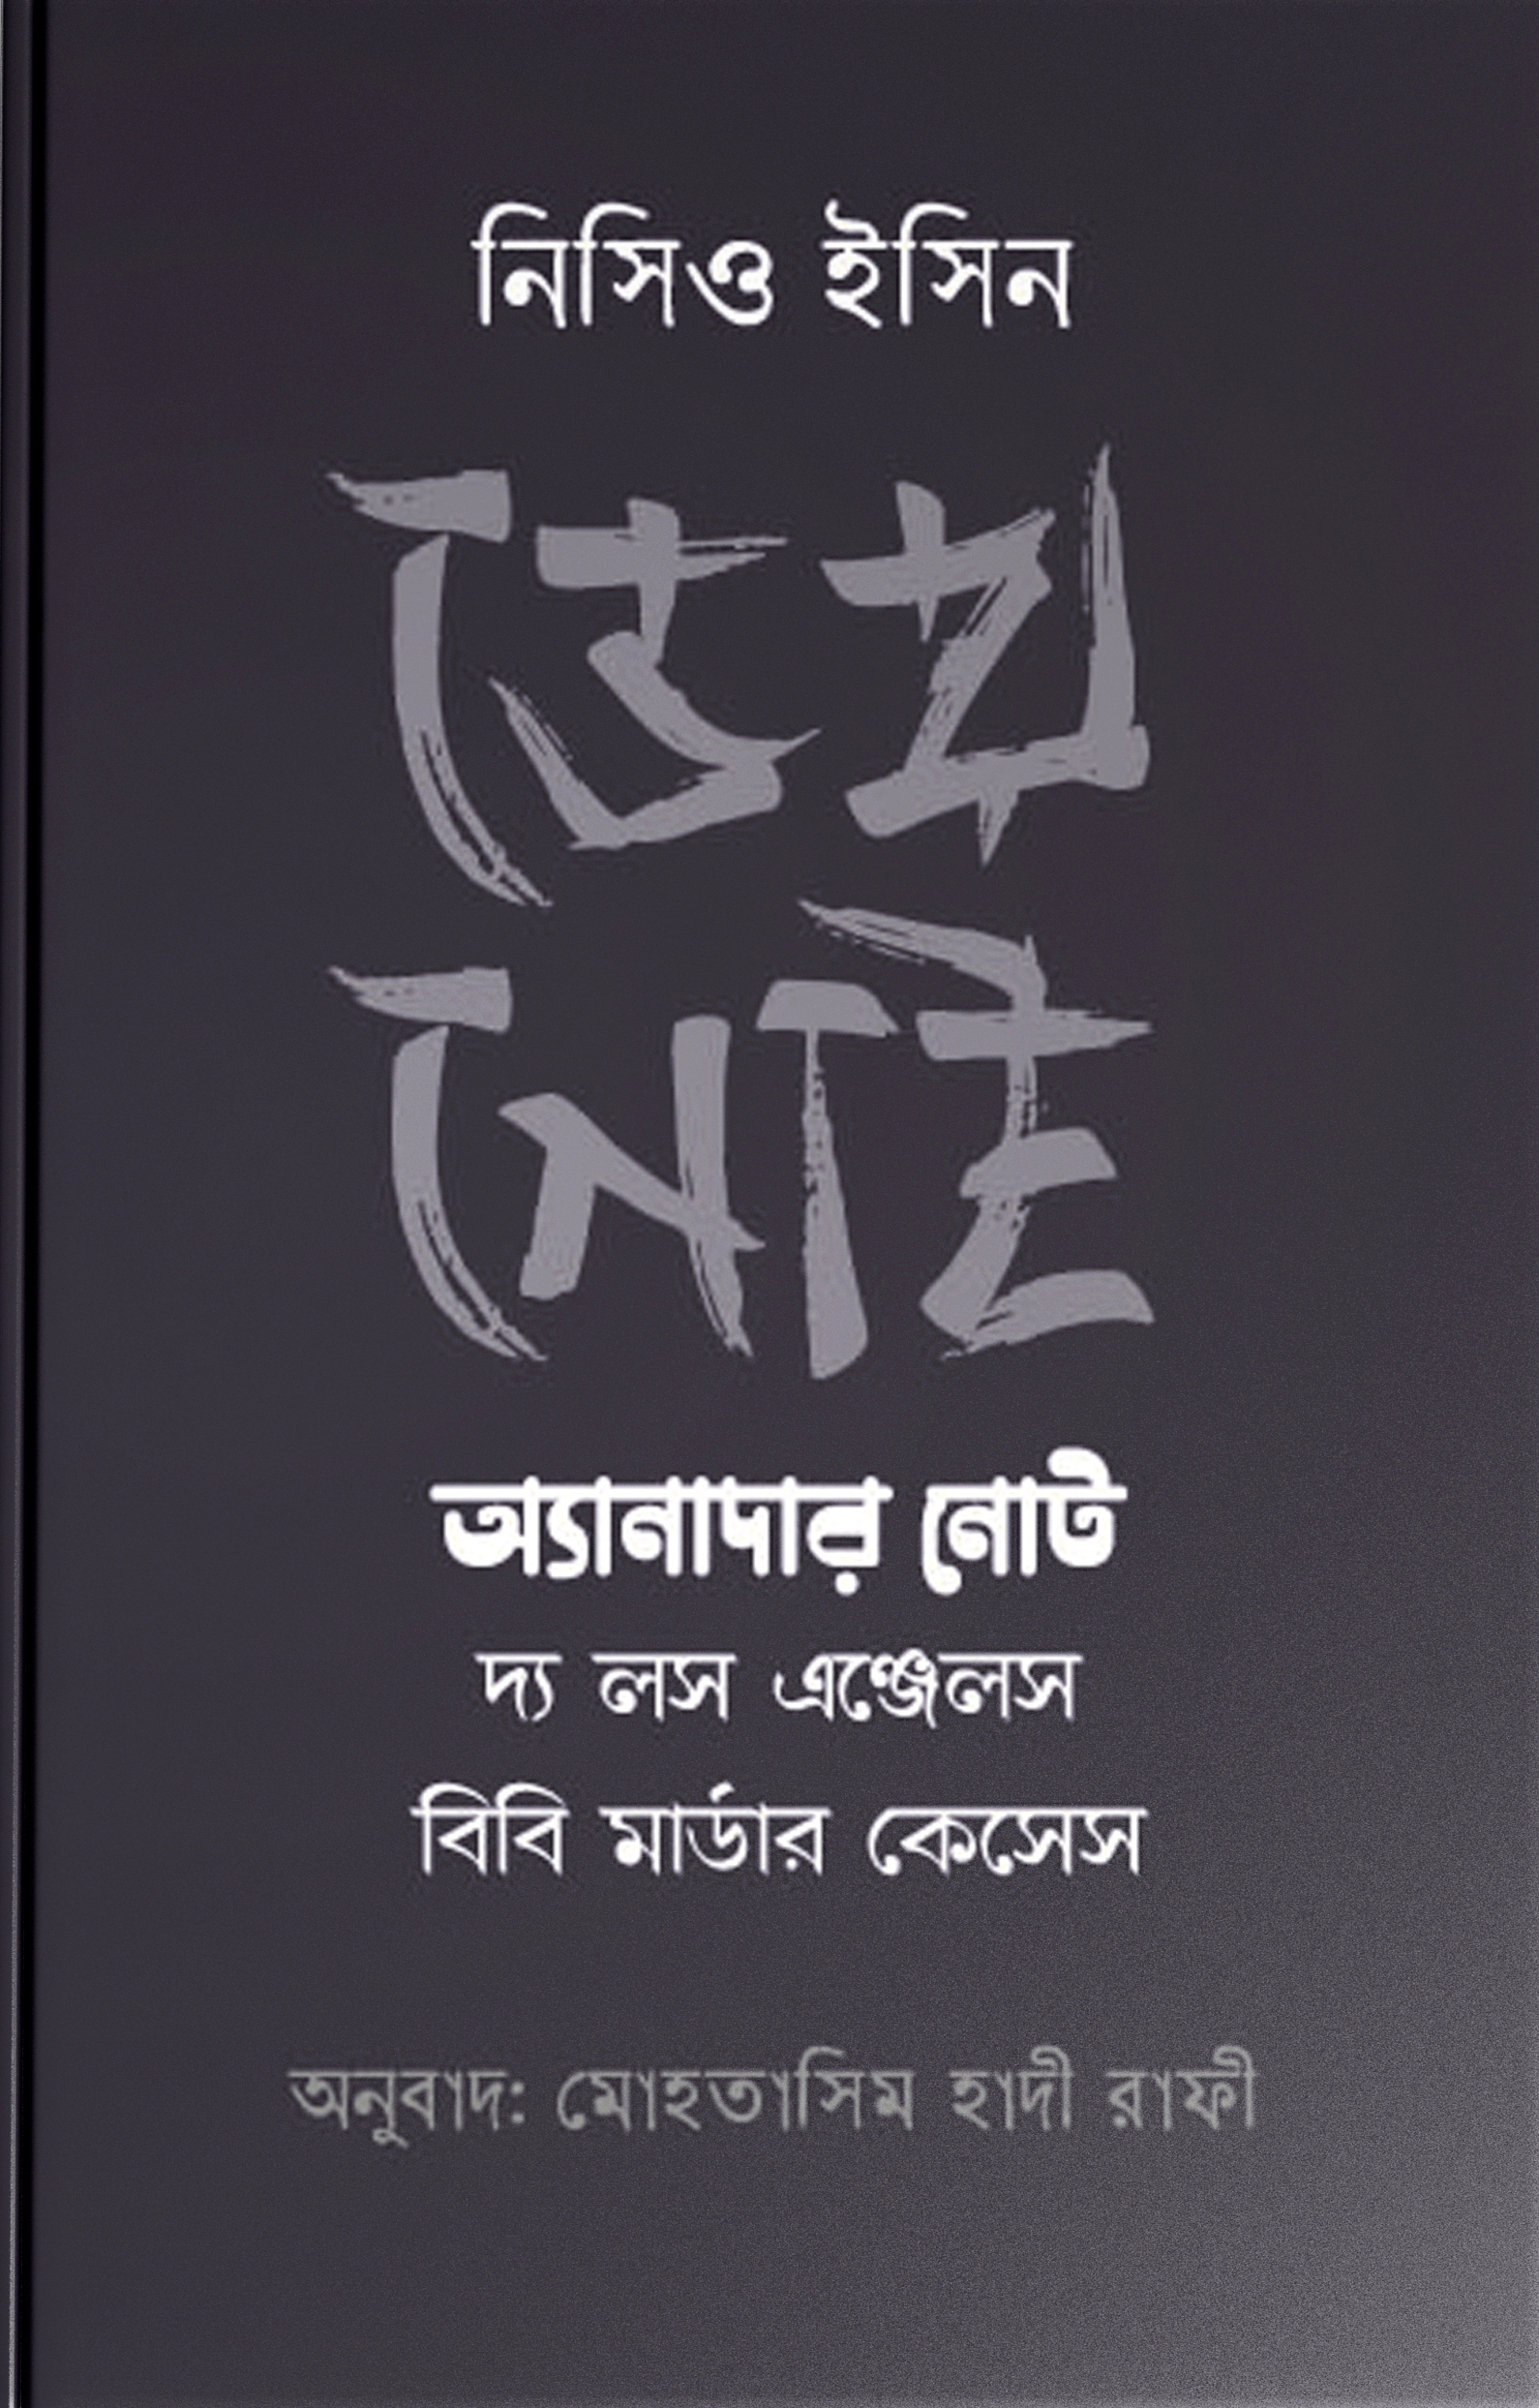 নিসিও ইসিন
ডেথ
নোট
অ্যানাদার নোট
দ্য লস এঞ্জেলস
বিবি মার্ডার কেসেস
অনুবাদ: মোহতাসিম হাদী রাফী